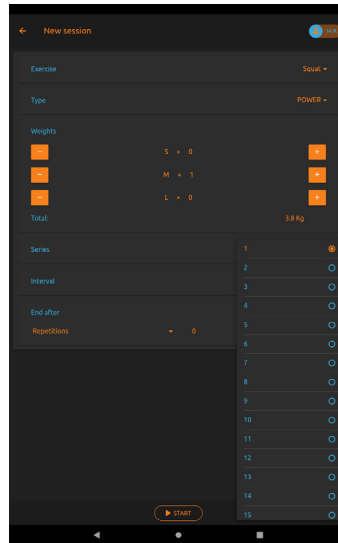 New session
Exercise Squat
Type POWER
Weights
− S × 0 +
− M × 1 +
− L × 0 +
Total: 3.8 Kg
Series
Interval
End after
Repetitions 0
1
2
3
4
5
6
7
8
9
10
11
12
13
14
15
START